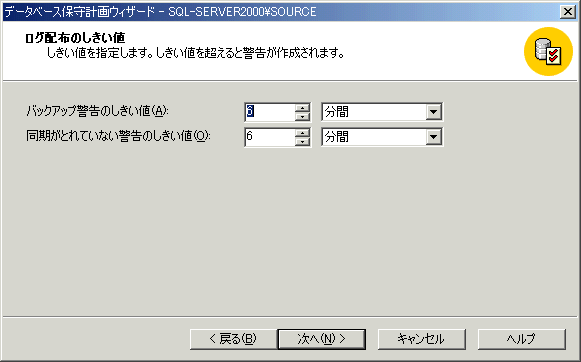 データベース保守計画ウィザード - SQL-SERVER2000¥SOURCE
ログ配布のしきい値
しきい値を指定します。しきい値を超えると警告が作成されます。
バックアップ警告のしきい値(A): 6 分間
同期がとれていない警告のしきい値(O): 6 分間
< 戻る(B) 次へ(N) > キャンセル ヘルプ